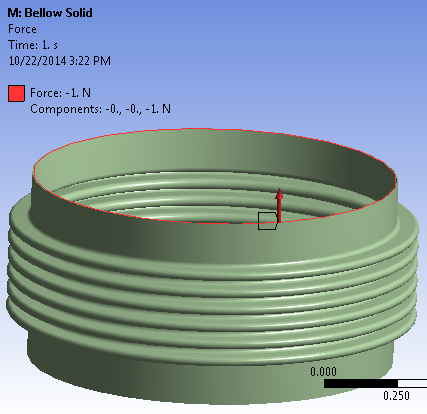 M: Bellow Solid
Force
Time: 1. s
10/22/2014 3:22 PM
Force: -1. N
Components: -0., -0., -1. N
0.000
0.250